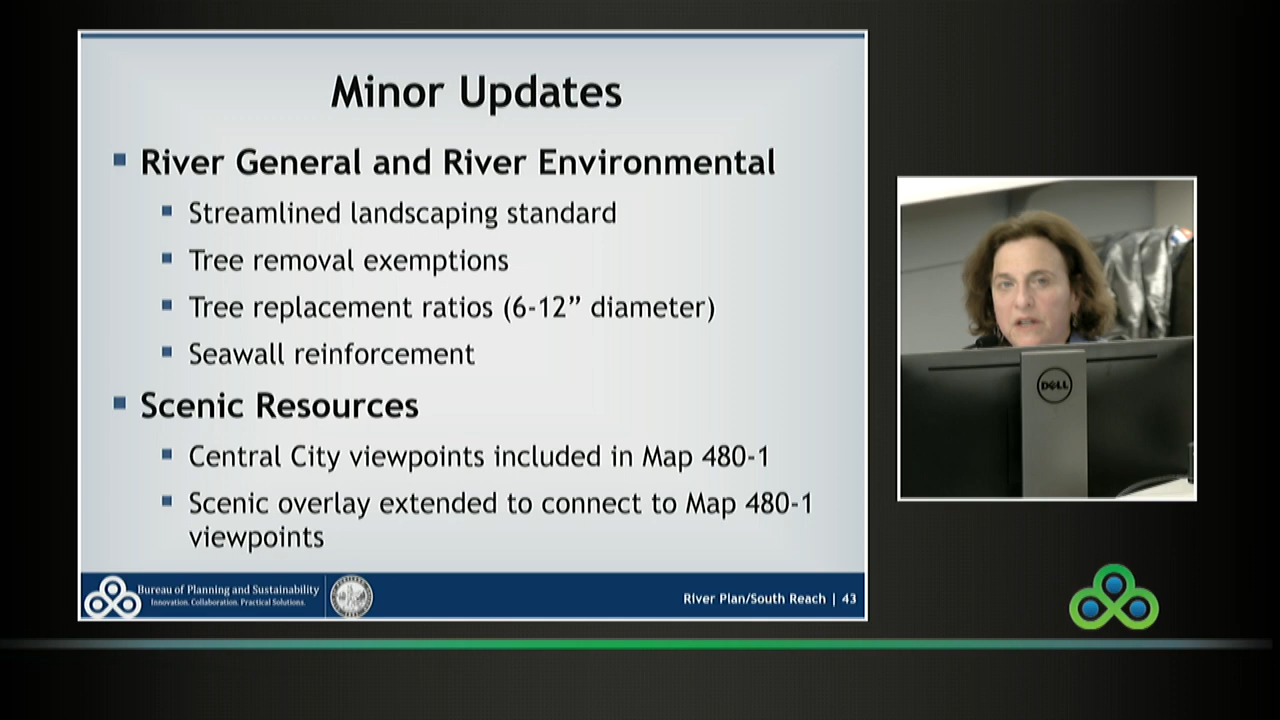 Minor Updates
River General and River Environmental
Streamlined landscaping standard
Tree removal exemptions
Tree replacement ratios (6-12” diameter)
Seawall reinforcement
Scenic Resources
Central City viewpoints included in Map 480-1
Scenic overlay extended to connect to Map 480-1
viewpoints
Bureau of Planning and Sustainability
Innovation. Collaboration. Practical Solutions.
River Plan/South Reach | 43
DELL